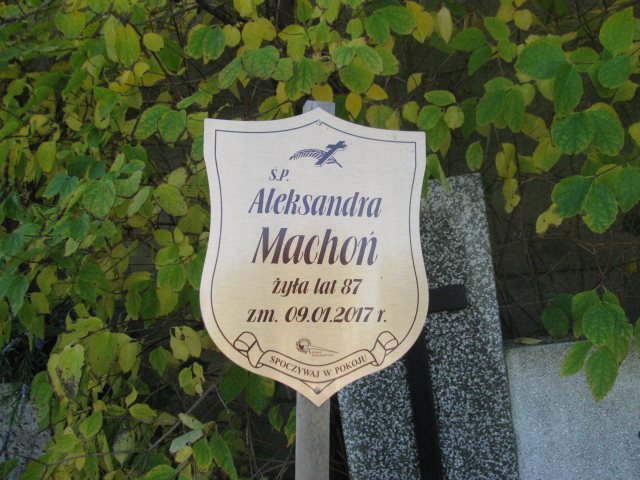 Ś.P.
Aleksandra
Machoń
żyła lat 87
zm. 09.01.2017 r.
SPOCZYWAJ W POKOJU